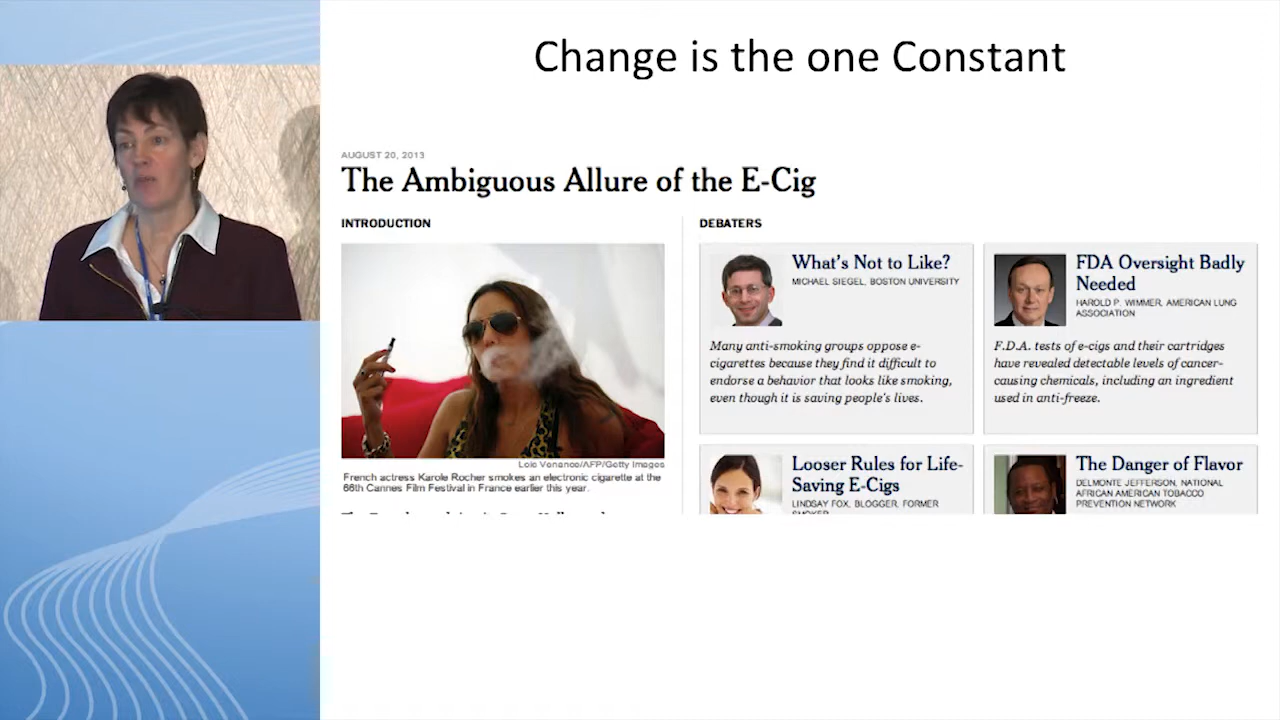 Change is the one Constant
AUGUST 20, 2013
The Ambiguous Allure of the E-Cig
INTRODUCTION
Loic Venance/AFP/Getty Images
French actress Karole Rocher smokes an electronic cigarette at the
66th Cannes Film Festival in France earlier this year.
DEBATERS
What's Not to Like?
MICHAEL SIEGEL, BOSTON UNIVERSITY
Many anti-smoking groups oppose e-
cigarettes because they find it difficult to
endorse a behavior that looks like smoking,
even though it is saving people's lives.
FDA Oversight Badly
Needed
HAROLD P. WIMMER, AMERICAN LUNG
ASSOCIATION
F.D.A. tests of e-cigs and their cartridges
have revealed detectable levels of cancer-
causing chemicals, including an ingredient
used in anti-freeze.
Looser Rules for Life-
Saving E-Cigs
LINDSAY FOX, BLOGGER, FORMER
SMOKER
The Danger of Flavor
DELMONTE JEFFERSON, NATIONAL
AFRICAN AMERICAN TOBACCO
PREVENTION NETWORK